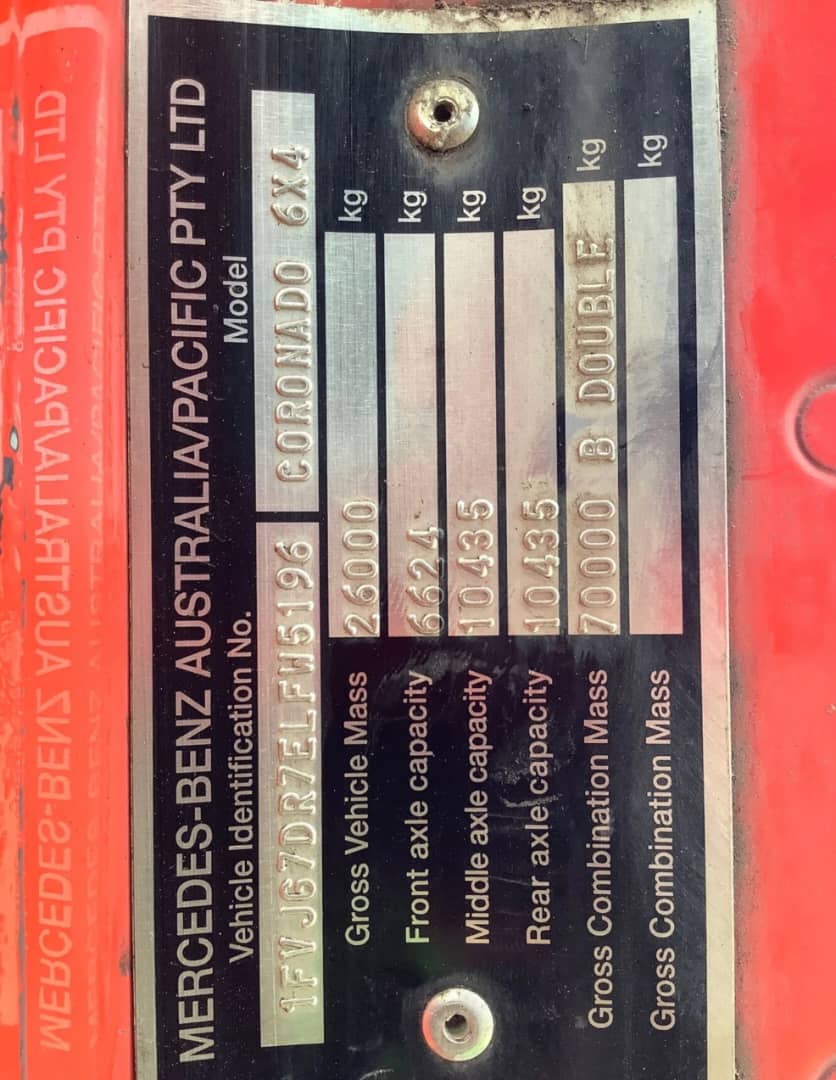 MERCEDES-BENZ AUSTRALIA/PACIFIC PTY LTD
Vehicle Identification No. Model
1FVJG7DR7ELFW5196 CORONADO 6X4
Gross Vehicle Mass 26000 kg
Front axle capacity 6624 kg
Middle axle capacity 10435 kg
Rear axle capacity 10435 kg
Gross Combination Mass 70000 B DOUBLE kg
Gross Combination Mass kg